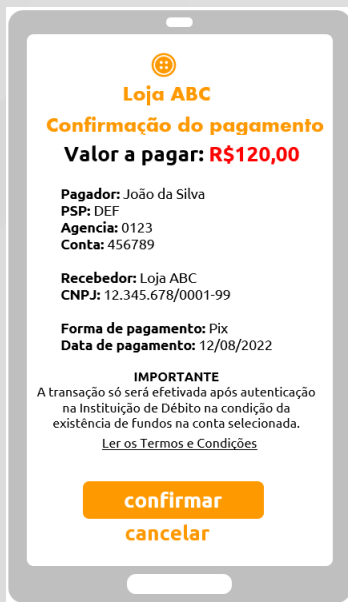 Loja ABC
Confirmação do pagamento
Valor a pagar: R$120,00
Pagador: João da Silva
PSP: DEF
Agencia: 0123
Conta: 456789
Recebedor: Loja ABC
CNPJ: 12.345.678/0001-99
Forma de pagamento: Pix
Data de pagamento: 12/08/2022
IMPORTANTE
A transação só será efetivada após autenticação
na Instituição de Débito na condição da
existência de fundos na conta selecionada.
Ler os Termos e Condições
confirmar
cancelar